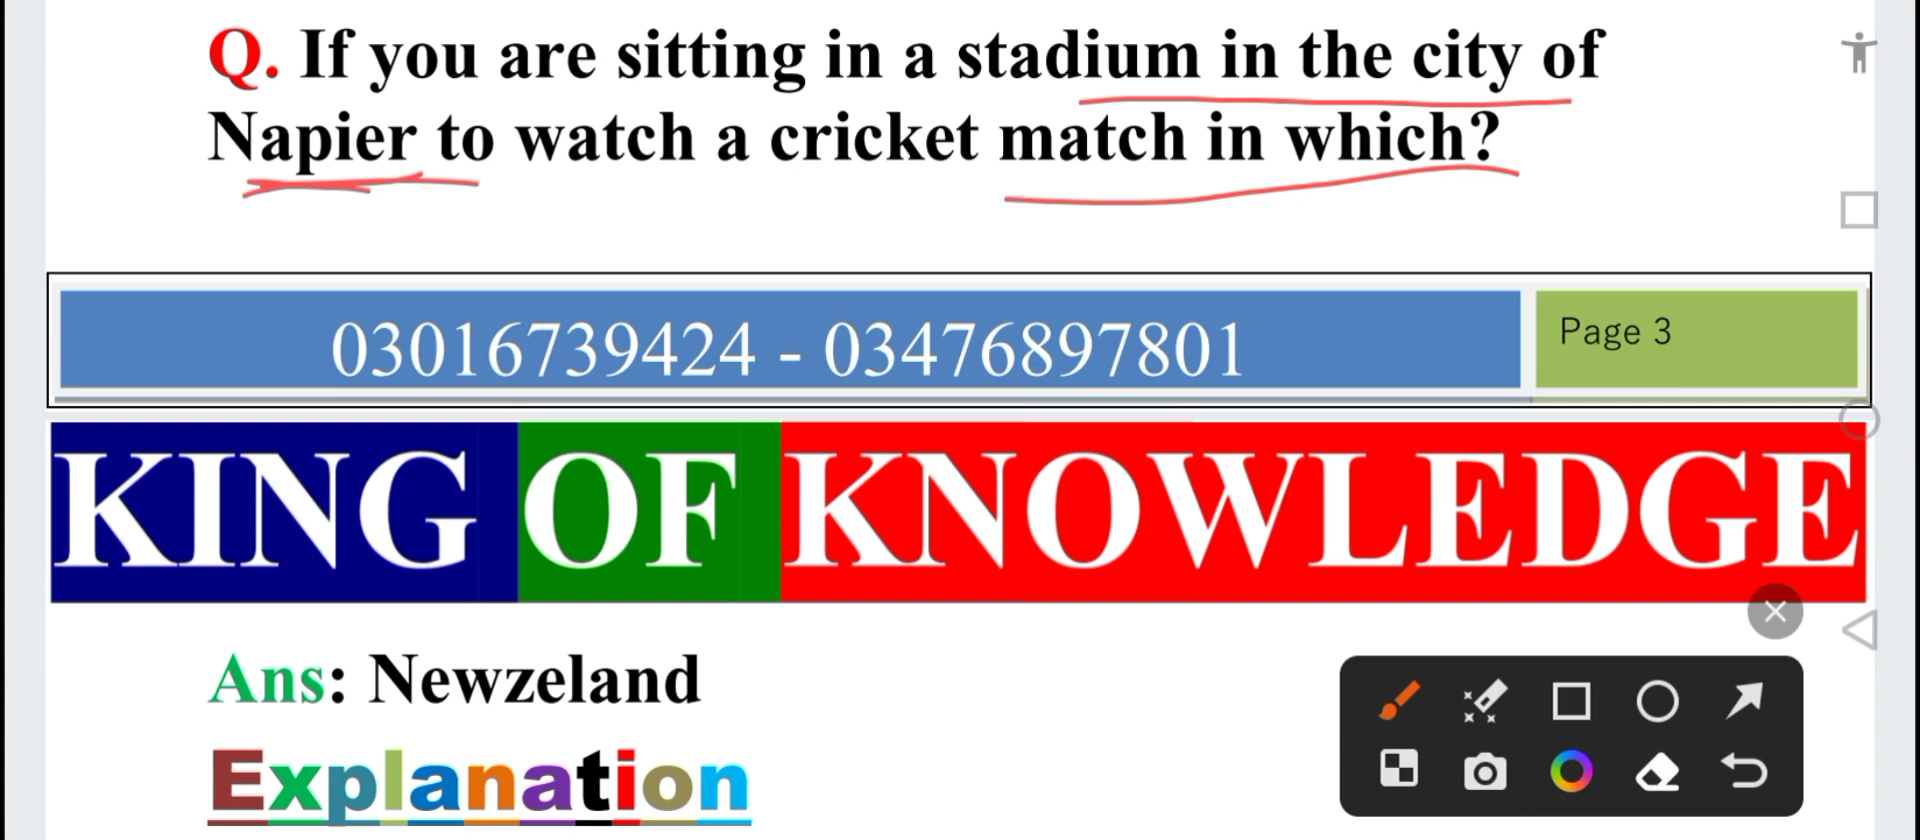 Q. If you are sitting in a stadium in the city of
Napier to watch a cricket match in which?
03016739424 - 03476897801
Page 3
KING OF KNOWLEDGE
Ans: Newzeland
Explanation